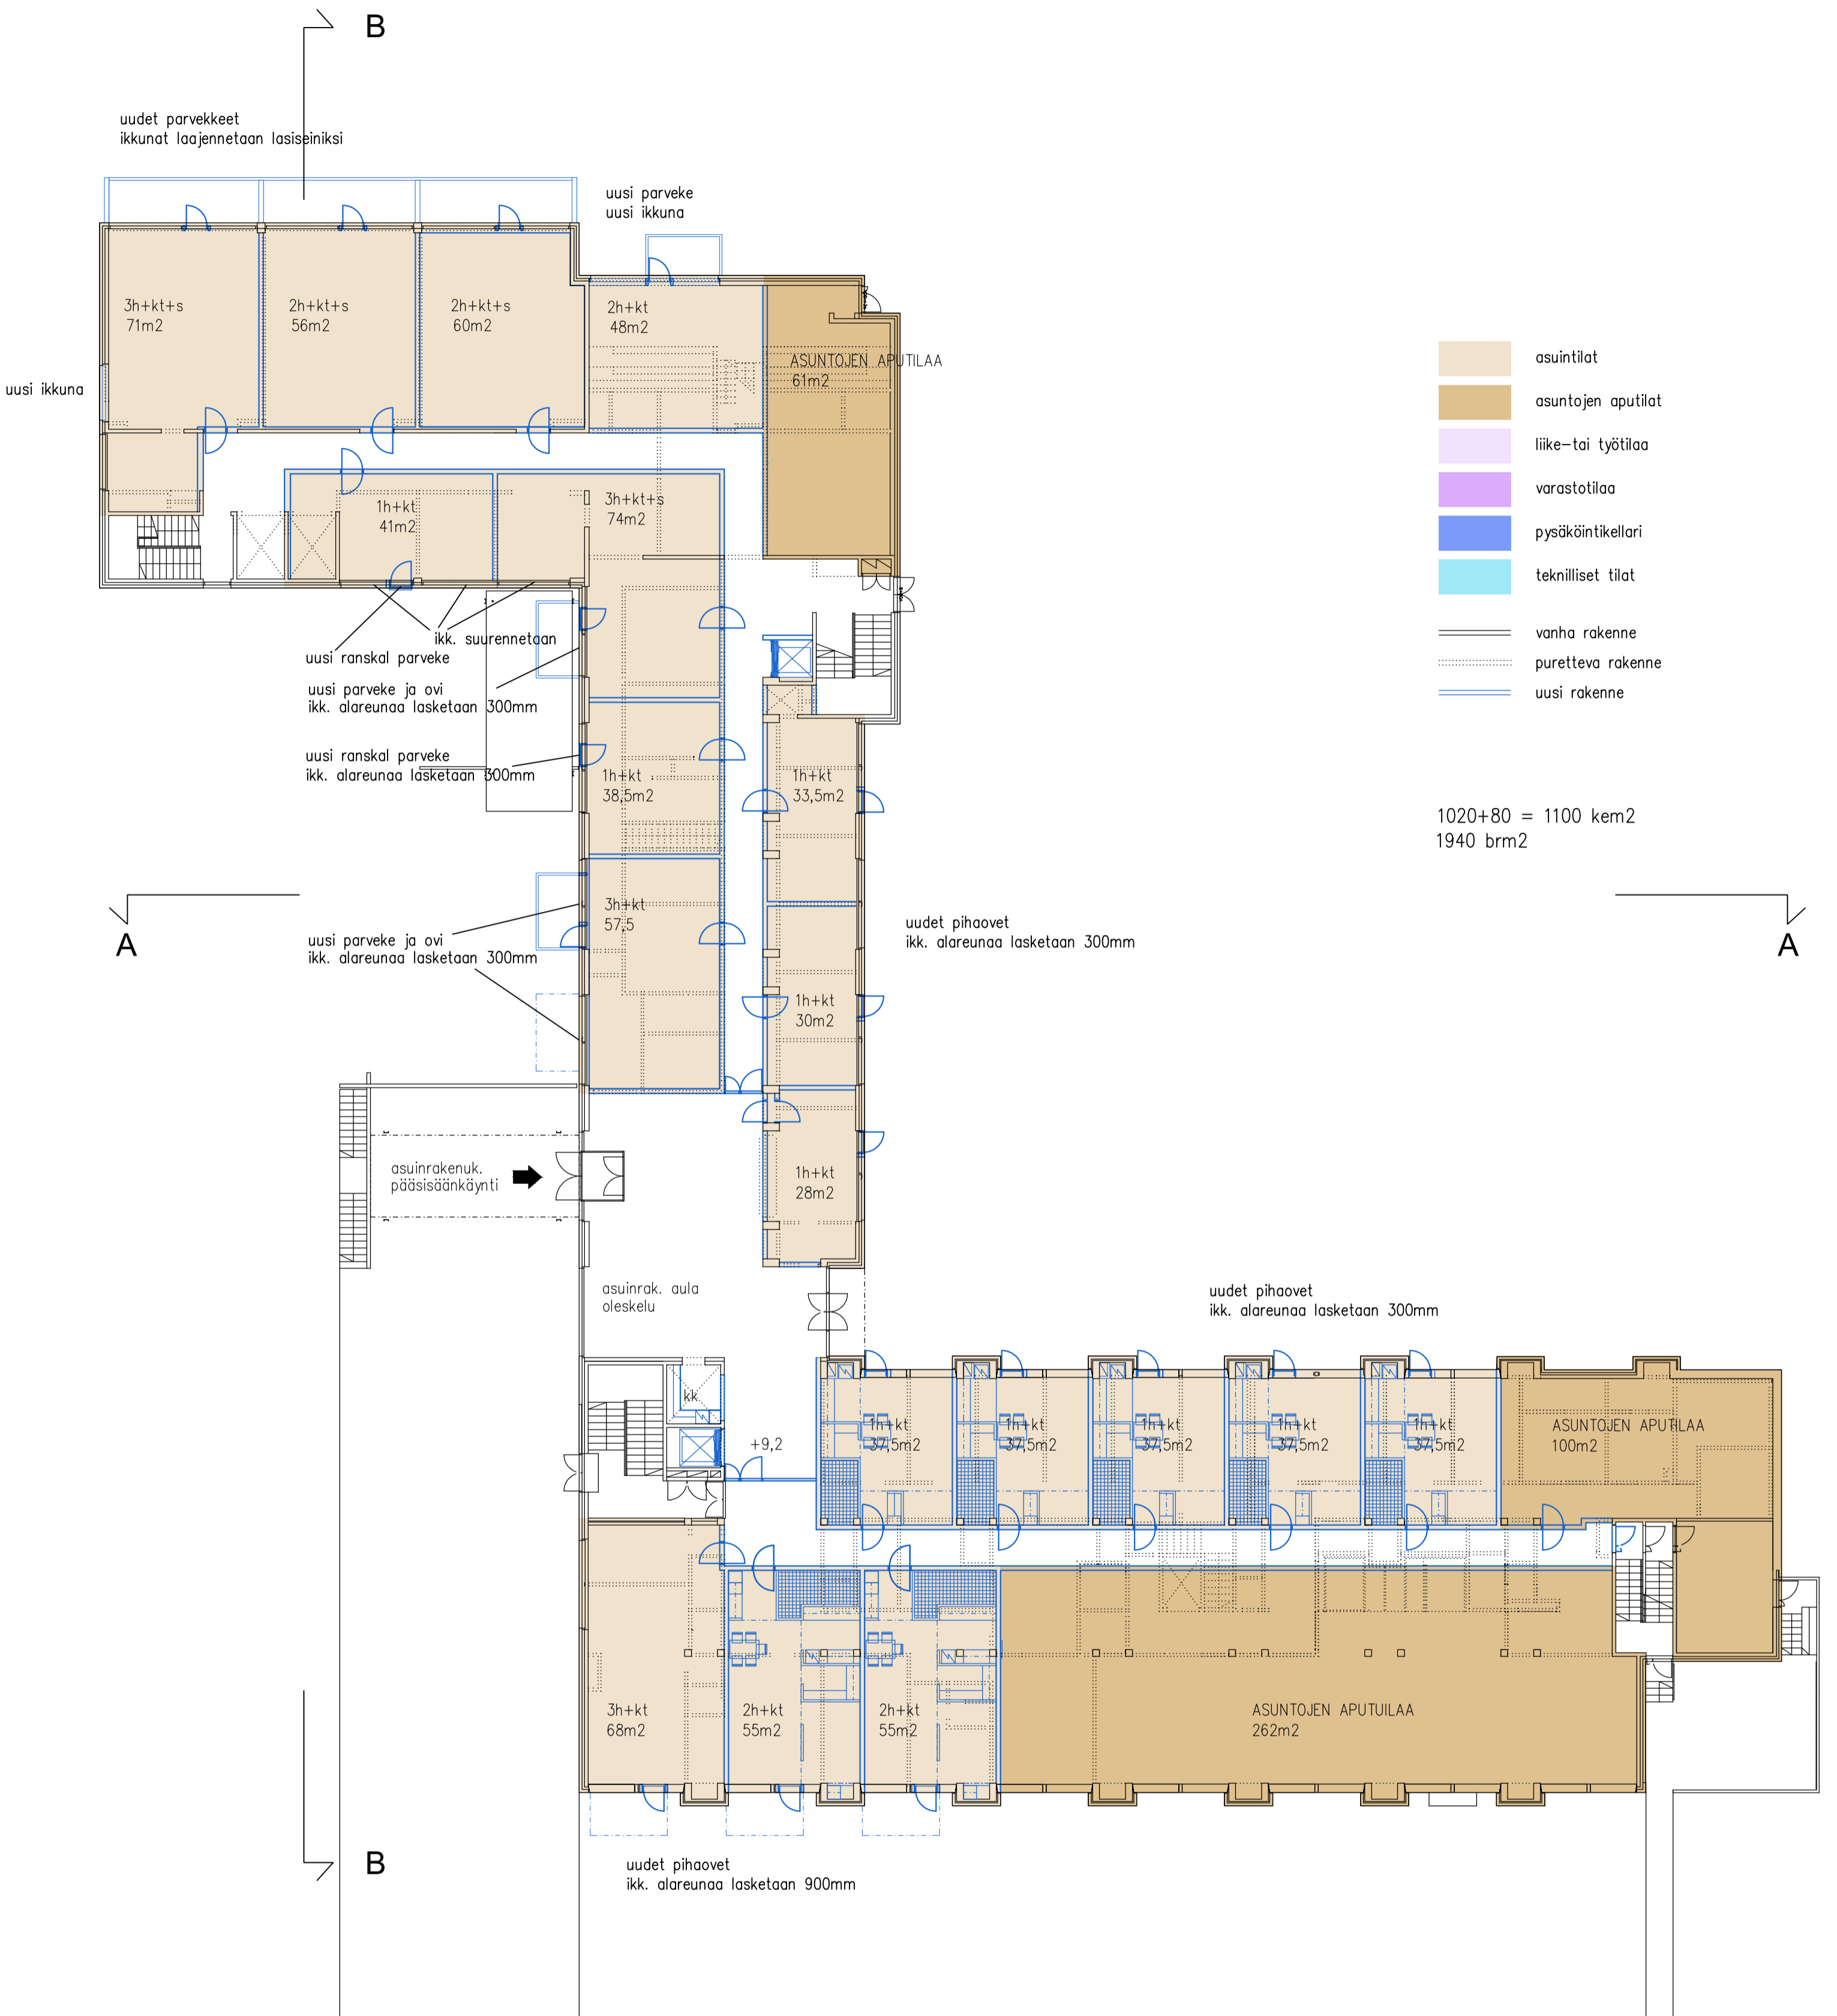 B
uudet parvekkeet
ikkunat laajennetaan lasiseiniksi
uusi parveke
uusi ikkuna
3h+kt+s
71m2
2h+kt+s
56m2
2h+kt+s
60m2
2h+kt
48m2
ASUNTOJEN APUTILAA
61m2
uusi ikkuna
1h+kt
41m2
3h+kt+s
74m2
ikk. suurennetaan
uusi ranskal parveke
uusi parveke ja ovi
ikk. alareunaa lasketaan 300mm
uusi ranskal parveke
ikk. alareunaa lasketaan 300mm
1h+kt
38,5m2
1h+kt
33,5m2
asuintilat
asuntojen aputilat
liike-tai työtilaa
varastotilaa
pysäköintikellari
teknilliset tilat
vanha rakenne
puretteva rakenne
uusi rakenne
1020+80 = 1100 kem2
1940 brm2
A
A
3h+kt
57,5
uusi parveke ja ovi
ikk. alareunaa lasketaan 300mm
uudet pihaovet
ikk. alareunaa lasketaan 300mm
1h+kt
30m2
1h+kt
28m2
asuinrakenuk.
pääsisäänkäynti
asuinrak. aula
oleskelu
uudet pihaovet
ikk. alareunaa lasketaan 300mm
kk
+9,2
1h+kt
37,5m2
1h+kt
37,5m2
1h+kt
37,5m2
1h+kt
37,5m2
1h+kt
37,5m2
ASUNTOJEN APUTILAA
100m2
3h+kt
68m2
2h+kt
55m2
2h+kt
55m2
ASUNTOJEN APUTUILAA
262m2
B
uudet pihaovet
ikk. alareunaa lasketaan 900mm